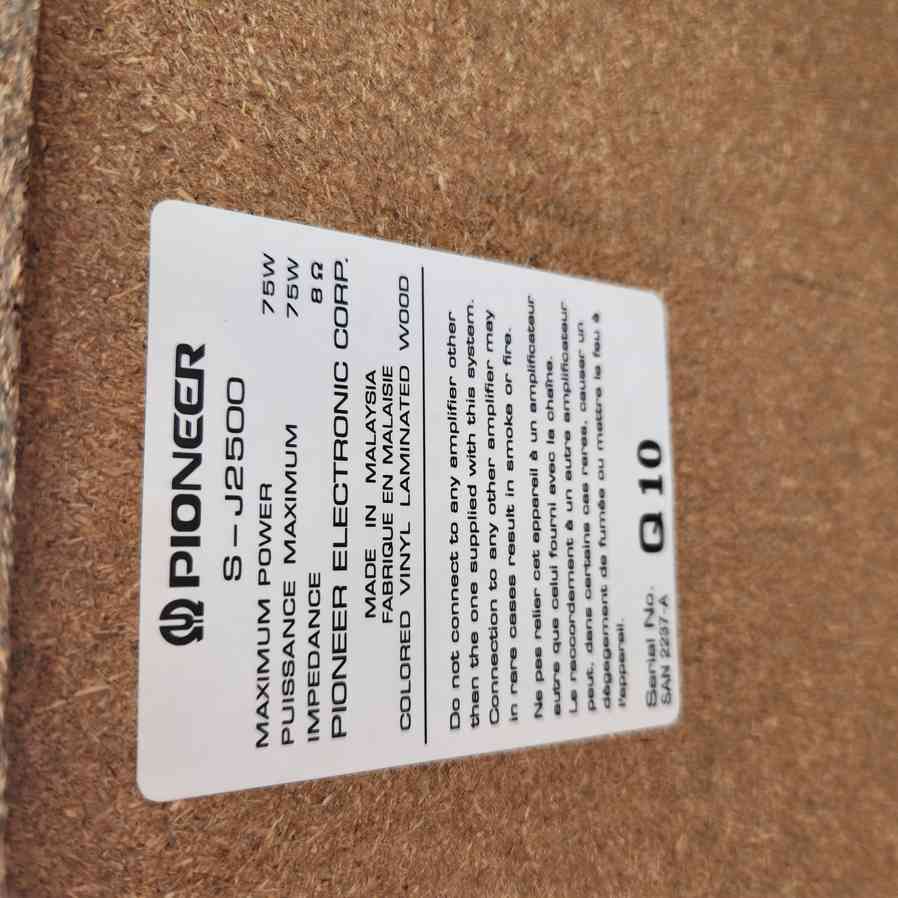 PIONEER
S-J2500
MAXIMUM POWER 75W
PUISSANCE MAXIMUM 75W
IMPEDANCE 8 Ω
PIONEER ELECTRONIC CORP.
MADE IN MALAYSIA
FABRIQUE EN MALAISIE
COLORED VINYL LAMINATED WOOD
Do not connect to any amplifier other
than the one supplied with this system.
Connection to any other amplifier may
in rare cases result in smoke or fire.
Ne pas relier cet appareil à un amplificateur
autre que celui fourni avec la chaîne.
Le raccordement à un autre amplificateur
peut, dans certains cas rares, causer un
dégagement de fumée ou mettre le feu à
l'appareil.
Serial No. Q 10
SAN 2237-A